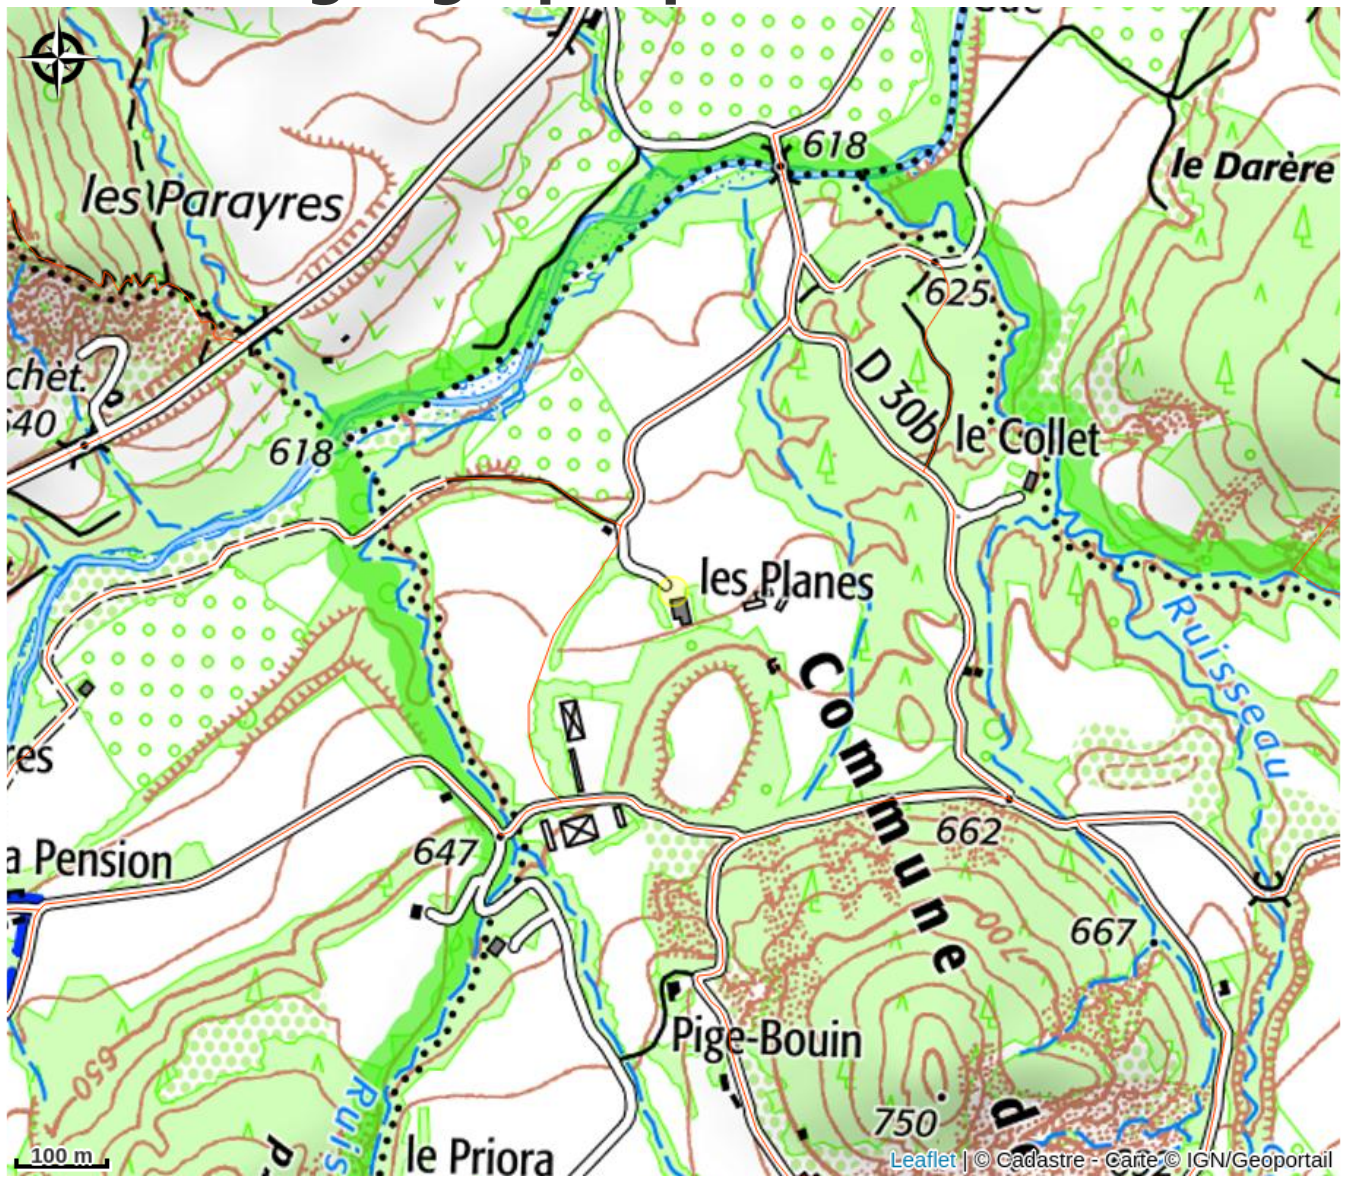 618
les Parayres
le Darère
625
chèt.
640
D 30b
le Collet
618
les Planes
Ruisseau
res
Commune de
662
a Pension
647
667
700
Pige-Bouin
650
Ruis
750
le Priora
100 m
Leaflet | © Cadastre - Carte © IGN/Geoportail